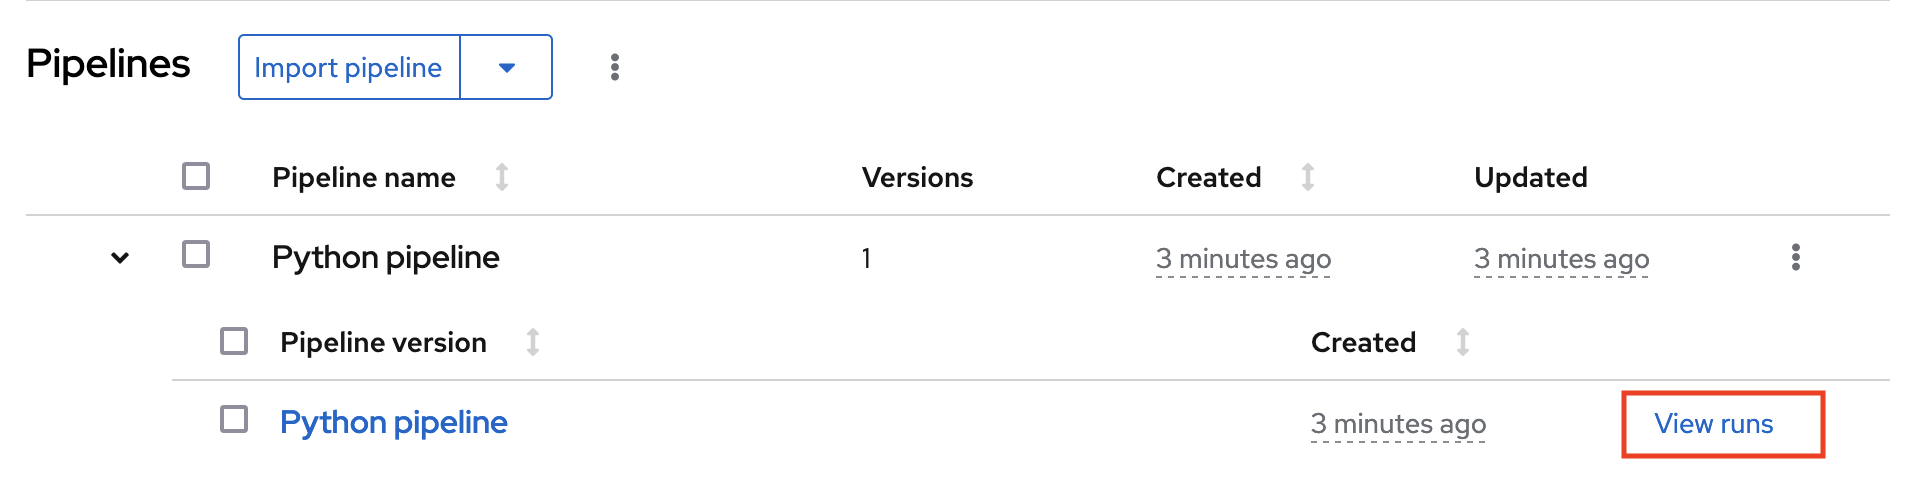 Pipelines Import pipeline
Pipeline name Versions Created Updated
Python pipeline 1 3 minutes ago 3 minutes ago
Pipeline version Created
Python pipeline 3 minutes ago View runs